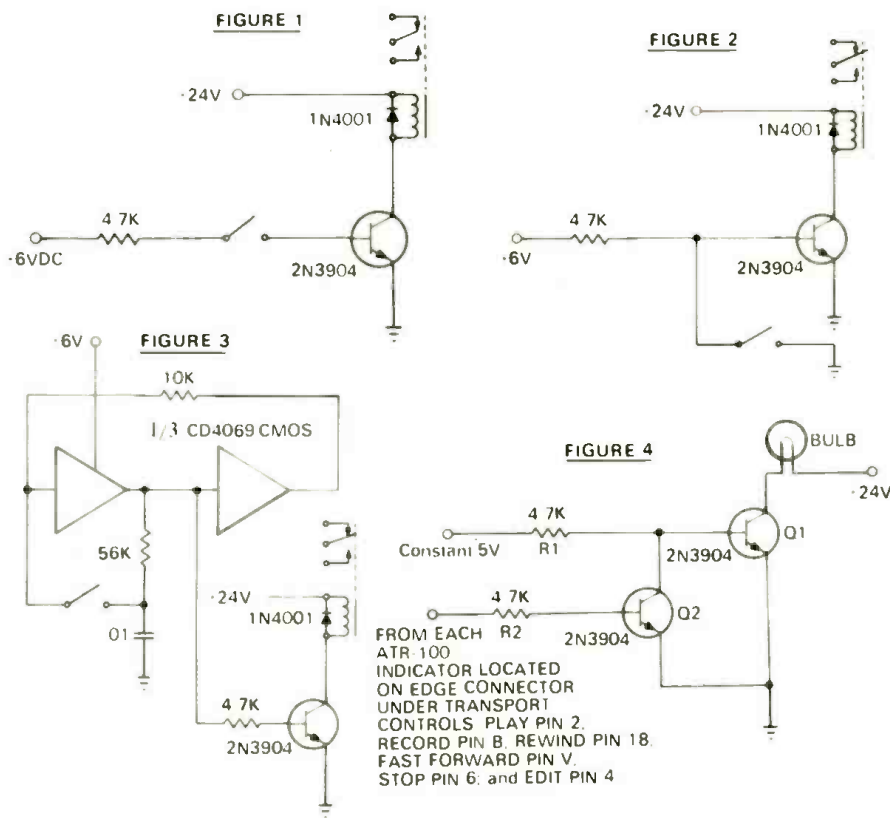 FIGURE 1
·24V
1N4001
4 7K
·6VDC
2N3904
FIGURE 2
·24V
1N4001
4 7K
·6V
2N3904
FIGURE 3
·6V
10K
1/3 CD4069 CMOS
56K
01
·24V
1N4001
4 7K
2N3904
FIGURE 4
BULB
·24V
4 7K
Constant 5V
R1
2N3904
Q1
4 7K
R2
2N3904
Q2
FROM EACH
ATR-100
INDICATOR LOCATED
ON EDGE CONNECTOR
UNDER TRANSPORT
CONTROLS PLAY PIN 2,
RECORD PIN B, REWIND PIN 18,
FAST FORWARD PIN V,
STOP PIN 6; and EDIT PIN 4